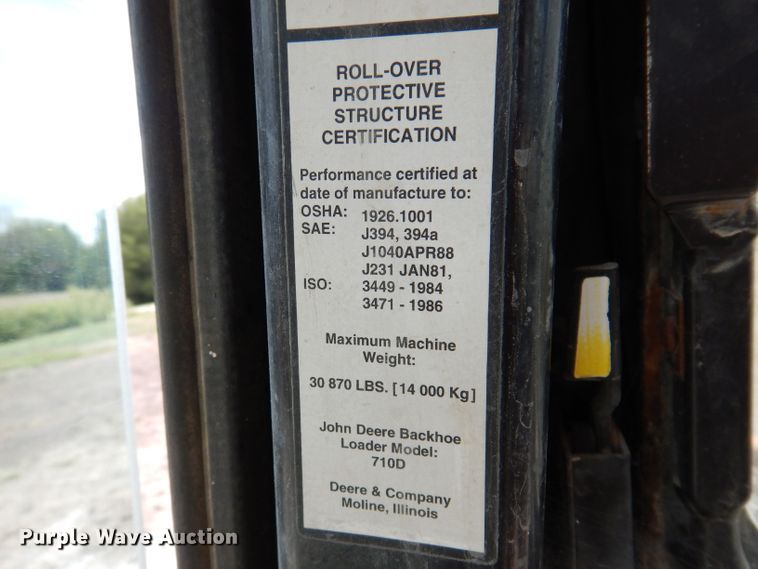 ROLL-OVER
PROTECTIVE
STRUCTURE
CERTIFICATION
Performance certified at
date of manufacture to:
OSHA: 1926.1001
SAE: J394, 394a
J1040APR88
J231 JAN81,
ISO: 3449 - 1984
3471 - 1986
Maximum Machine
Weight:
30 870 LBS. [14 000 Kg]
John Deere Backhoe
Loader Model:
710D
Deere & Company
Moline, Illinois
Purple Wave Auction